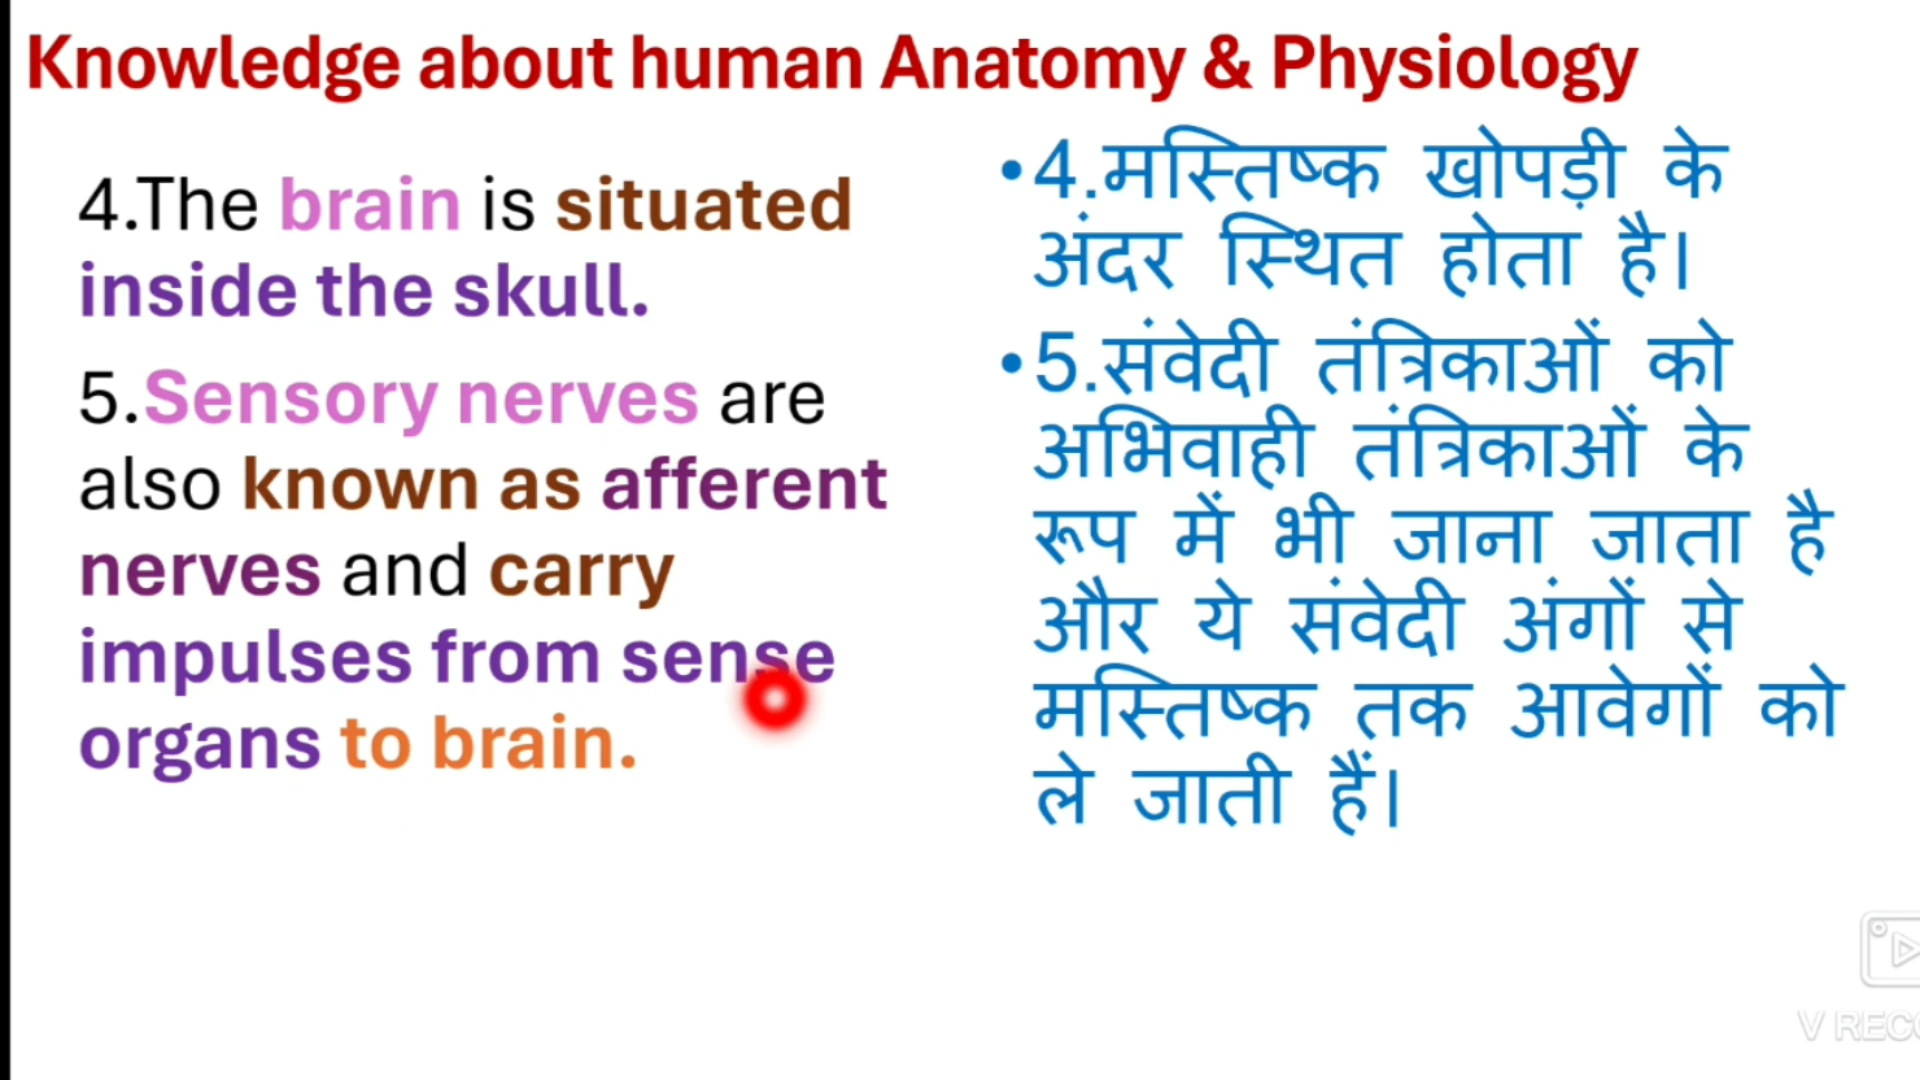 Knowledge about human Anatomy & Physiology
4.The brain is situated
inside the skull.
5.Sensory nerves are
also known as afferent
nerves and carry
impulses from sense
organs to brain.
•4.मस्तिष्क खोपड़ी के
अंदर स्थित होता है।
•5.संवेदी तंत्रिकाओं को
अभिवाही तंत्रिकाओं के
रूप में भी जाना जाता है
और ये संवेदी अंगों से
मस्तिष्क तक आवेगों को
ले जाती हैं।
V REC